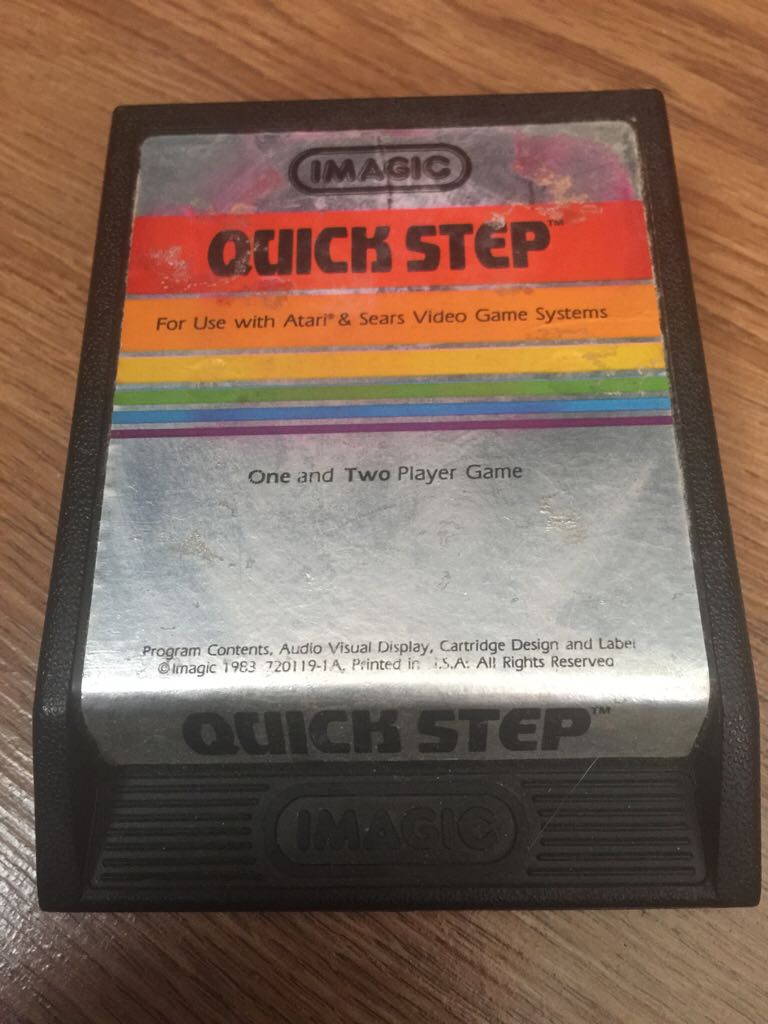 IMAGIC
QUICK STEP™
For Use with Atari® & Sears Video Game Systems
One and Two Player Game
Program Contents, Audio Visual Display, Cartridge Design and Label
©Imagic 1983 720119-1A, Printed in .S.A. All Rights Reserved
QUICK STEP™
IMAGIC